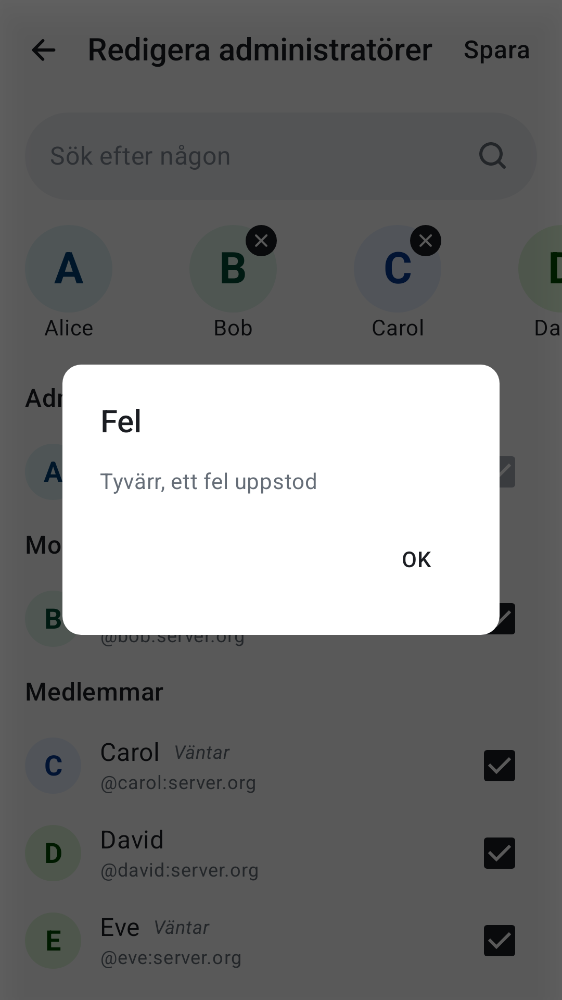 Redigera administratörer
Spara
Sök efter någon
A
B
C
D
Alice
Bob
Carol
Da
Adr
A
Fel
Tyvärr, ett fel uppstod
OK
Mo
B
@bob:server.org
Medlemmar
C
Carol Väntar
@carol:server.org
D
David
@david:server.org
E
Eve Väntar
@eve:server.org